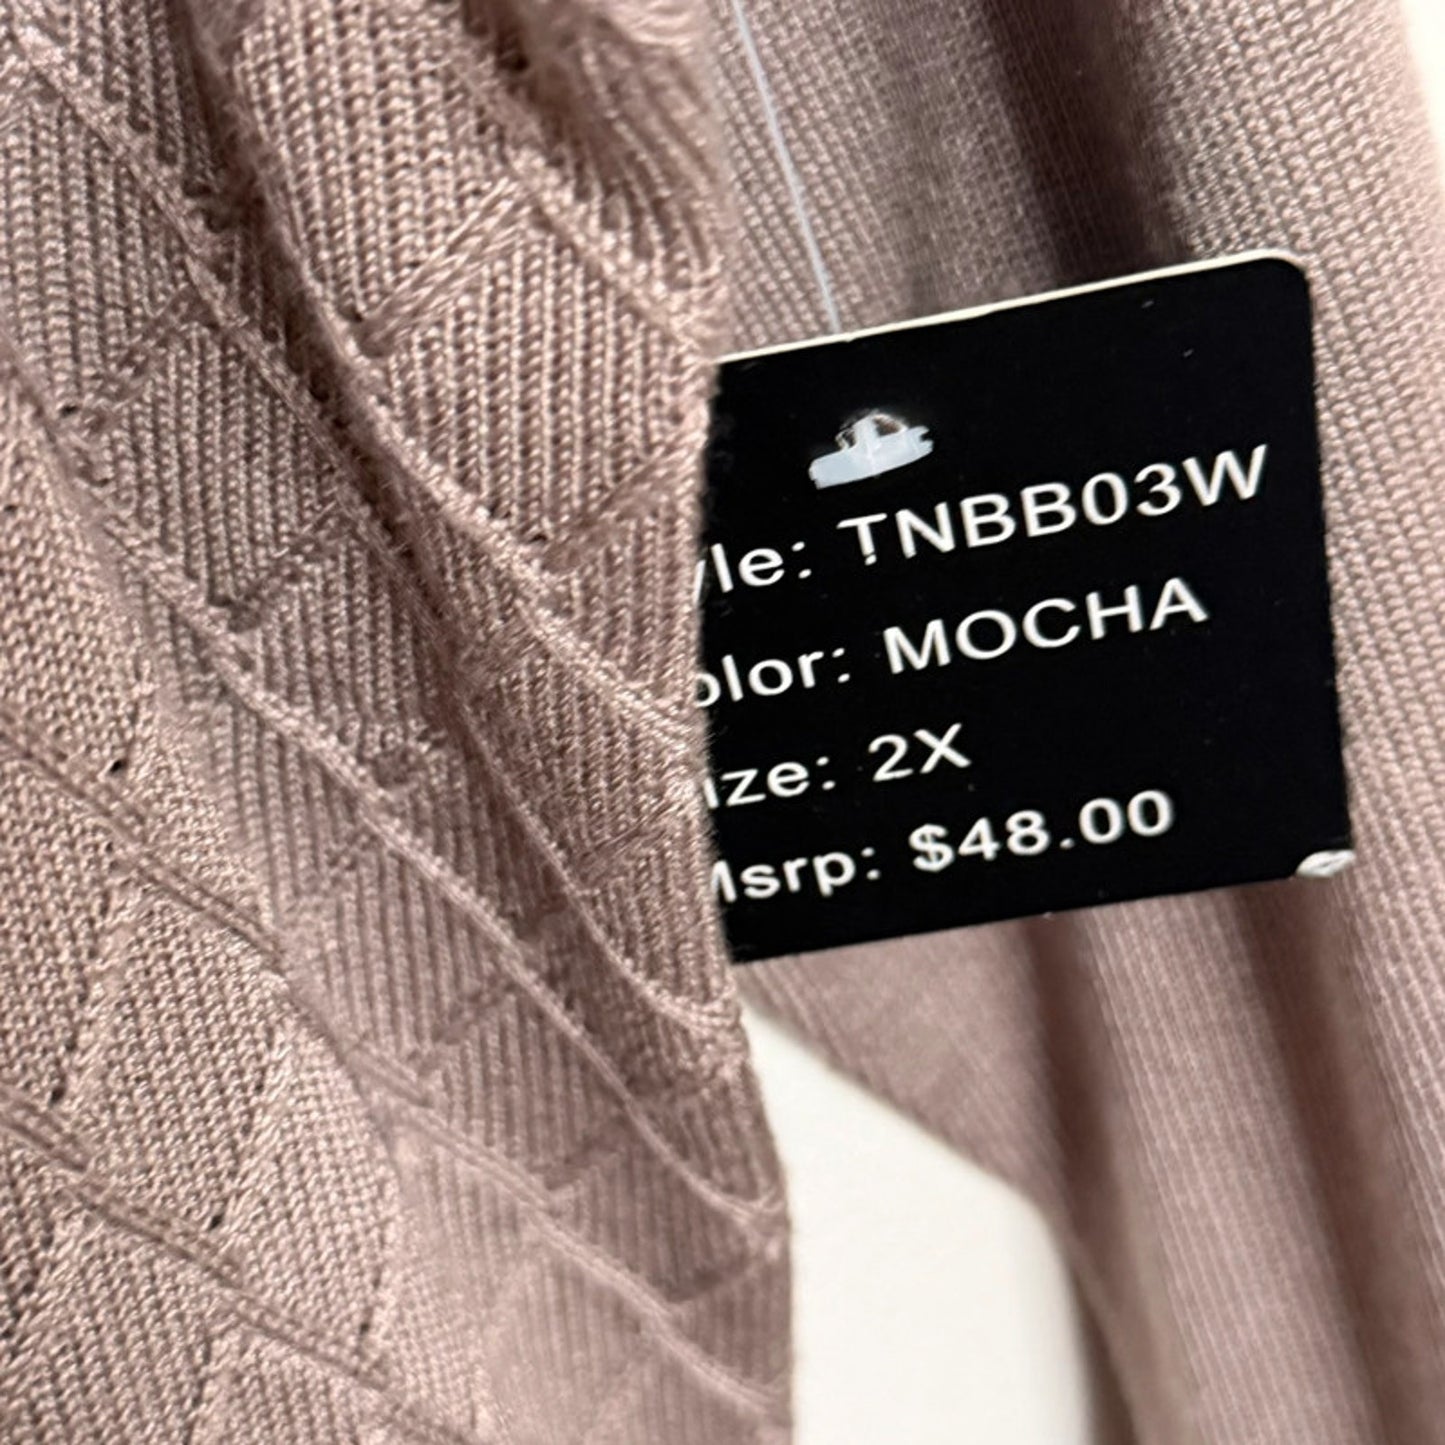 yle: TNBB03W
olor: MOCHA
ize: 2X
Msrp: $48.00